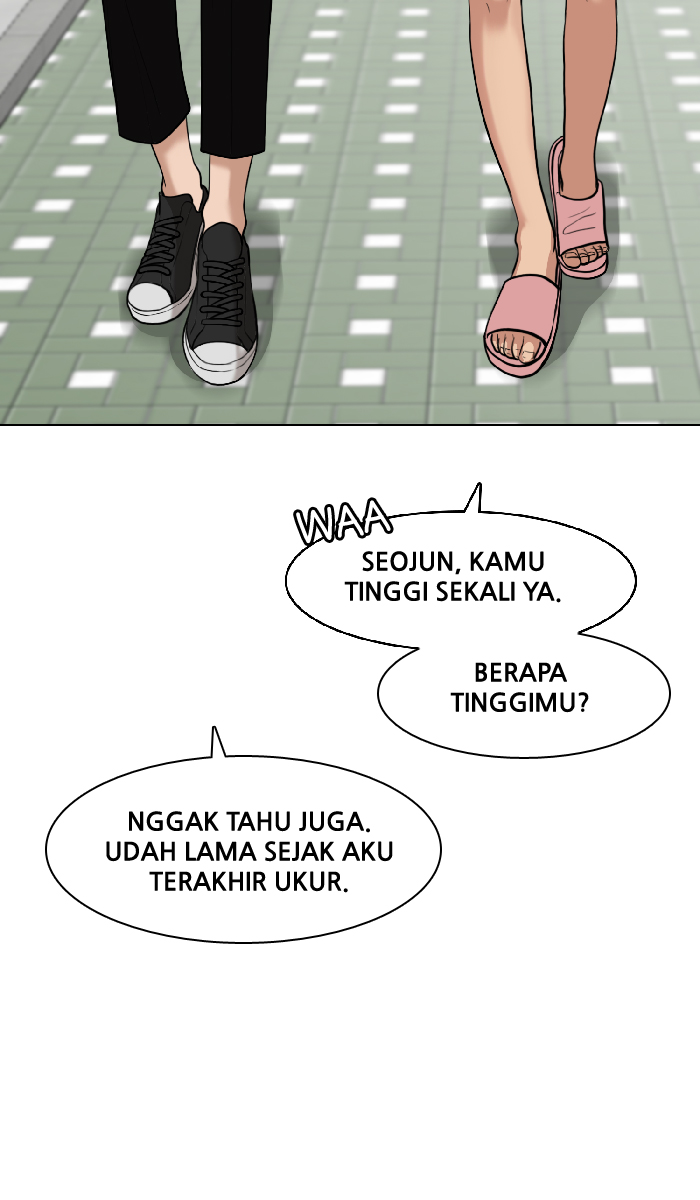 WAA
SEOJUN, KAMU
TINGGI SEKALI YA.
BERAPA
TINGGIMU?
NGGAK TAHU JUGA.
UDAH LAMA SEJAK AKU
TERAKHIR UKUR.